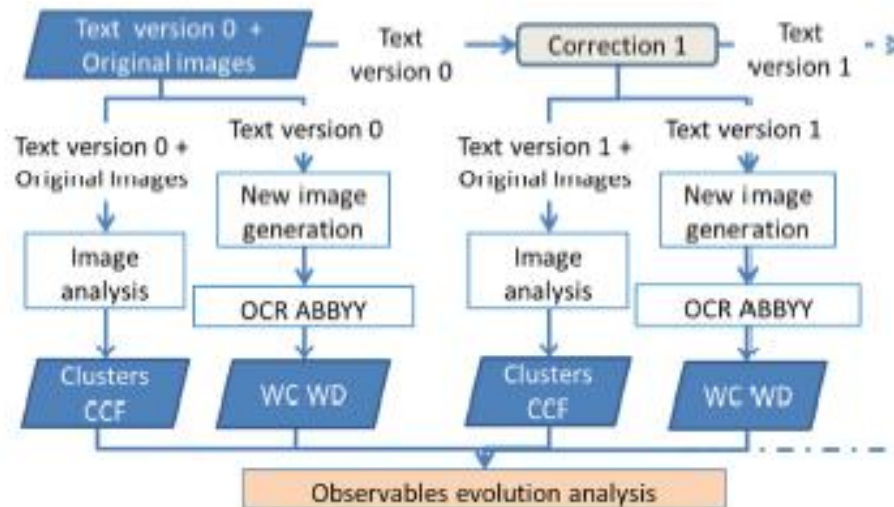 Text version 0 +
Original images
Text
version 0
Correction 1
Text
version 1
Text version 0 +
Original Images
Text version 0
New image
generation
Image
analysis
OCR ABBYY
Clusters
CCF
WC WD
Text version 1 +
Original Images
Text version 1
New image
generation
Image
analysis
OCR ABBYY
Clusters
CCF
WC WD
Observables evolution analysis